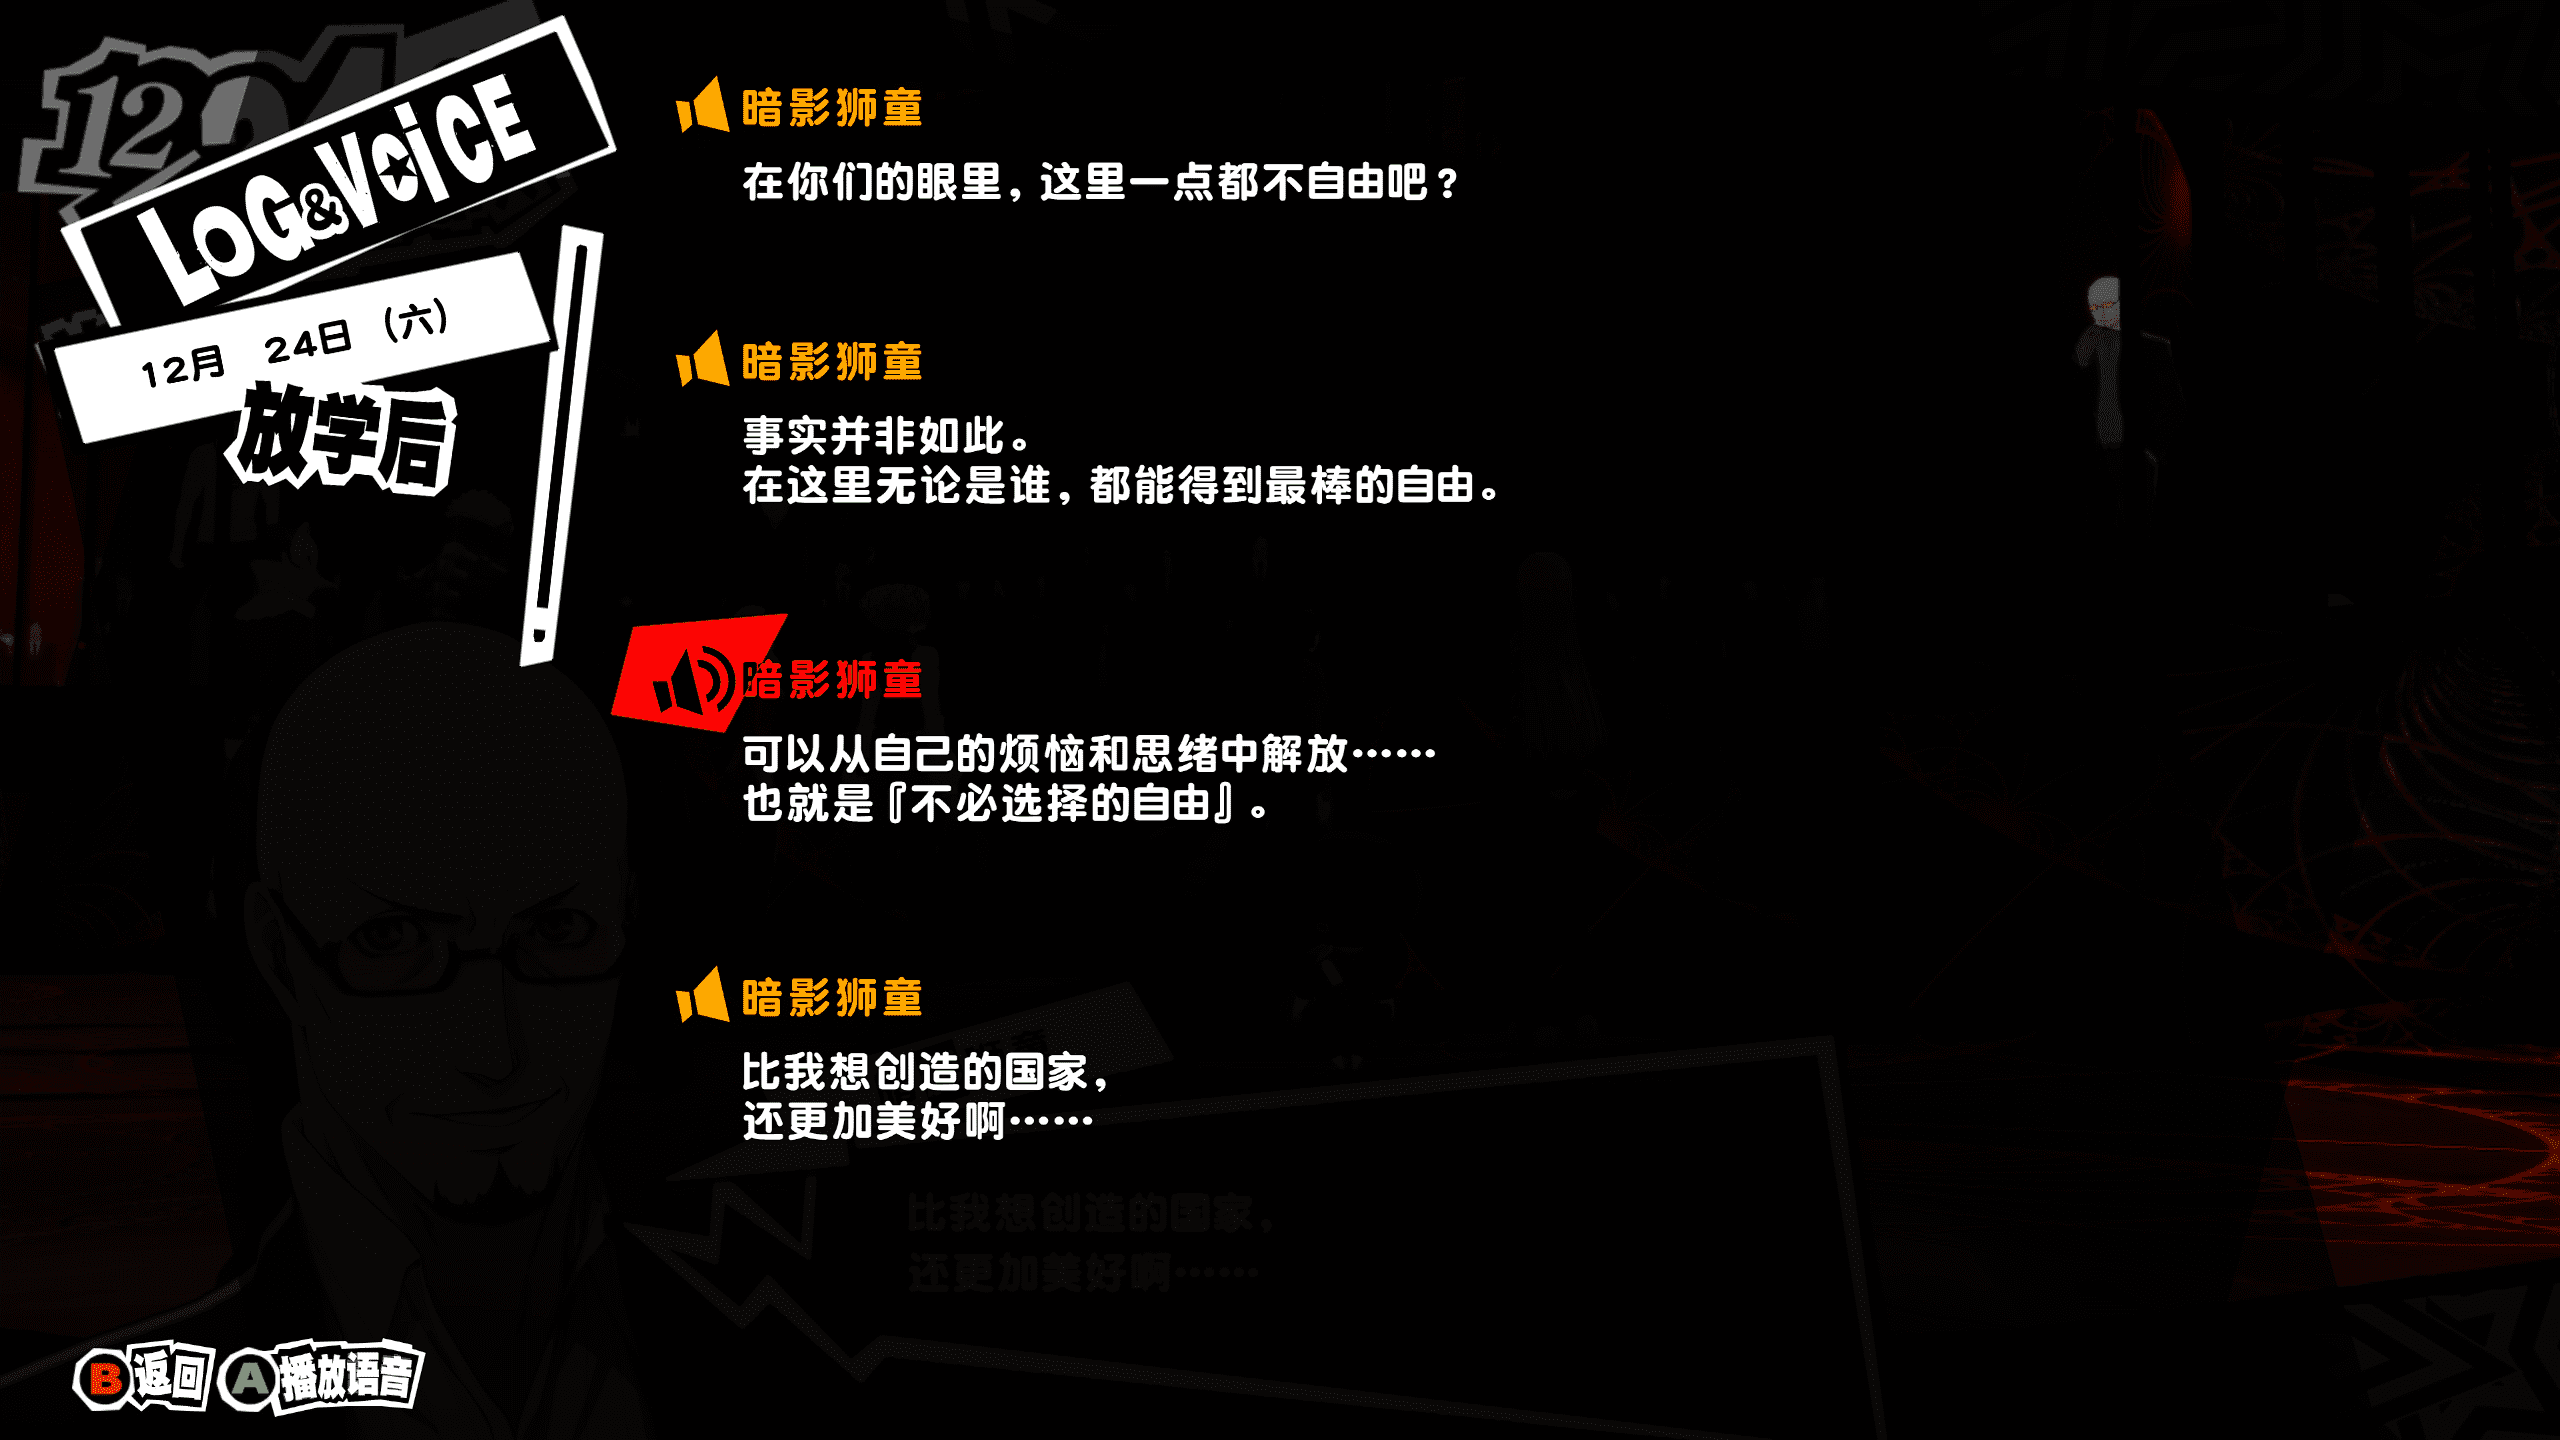 12
LOG&VOiCE
12月 24日 (六)
放学后
暗影狮童
在你们的眼里，这里一点都不自由吧？
暗影狮童
事实并非如此。
在这里无论是谁，都能得到最棒的自由。
暗影狮童
可以从自己的烦恼和思绪中解放……
也就是『不必选择的自由』。
暗影狮童
比我想创造的国家，
还更加美好啊……
比我想创造的国家，
还更加美好啊……
B返回 A播放语音